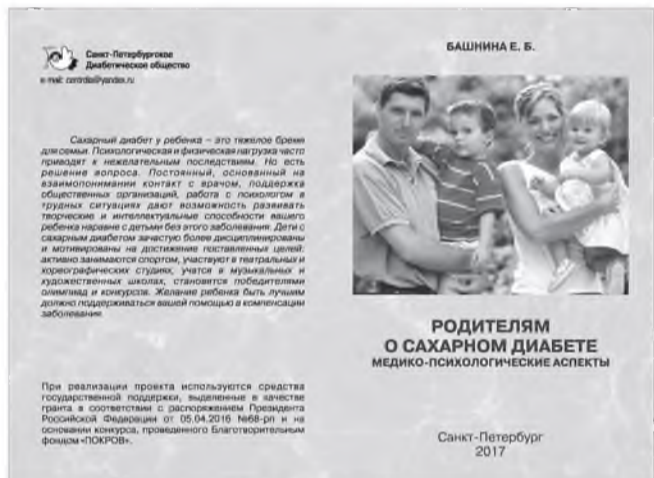 Санкт-Петербургское
Диабетическое общество
e-mail: centrdia@yandex.ru
Сахарный диабет у ребенка – это тяжелое бремя
для семьи. Психологическая и физическая нагрузка часто
приводят к нежелательным последствиям. Но есть
решение вопроса. Постоянный, основанный на
взаимопонимании контакт с врачом, поддержка
общественных организаций, работа с психологом в
трудных ситуациях дают возможность развивать
творческие и интеллектуальные способности вашего
ребенка наравне с детьми без этого заболевания. Дети с
сахарным диабетом зачастую более дисциплинированы
и мотивированы на достижение поставленных целей:
активно занимаются спортом, участвуют в театральных и
хореографических студиях, учатся в музыкальных и
художественных школах, становятся победителями
олимпиад и конкурсов. Желание ребенка быть лучшим
должно поддерживаться вашей помощью в компенсации
заболевания.
При реализации проекта используются средства
государственной поддержки, выделенные в качестве
гранта в соответствии с распоряжением Президента
Российской Федерации от 05.04.2016 №68-рп и на
основании конкурса, проведенного Благотворительным
фондом «ПОКРОВ».
БАШНИНА Е. Б.
РОДИТЕЛЯМ
О САХАРНОМ ДИАБЕТЕ
МЕДИКО-ПСИХОЛОГИЧЕСКИЕ АСПЕКТЫ
Санкт-Петербург
2017